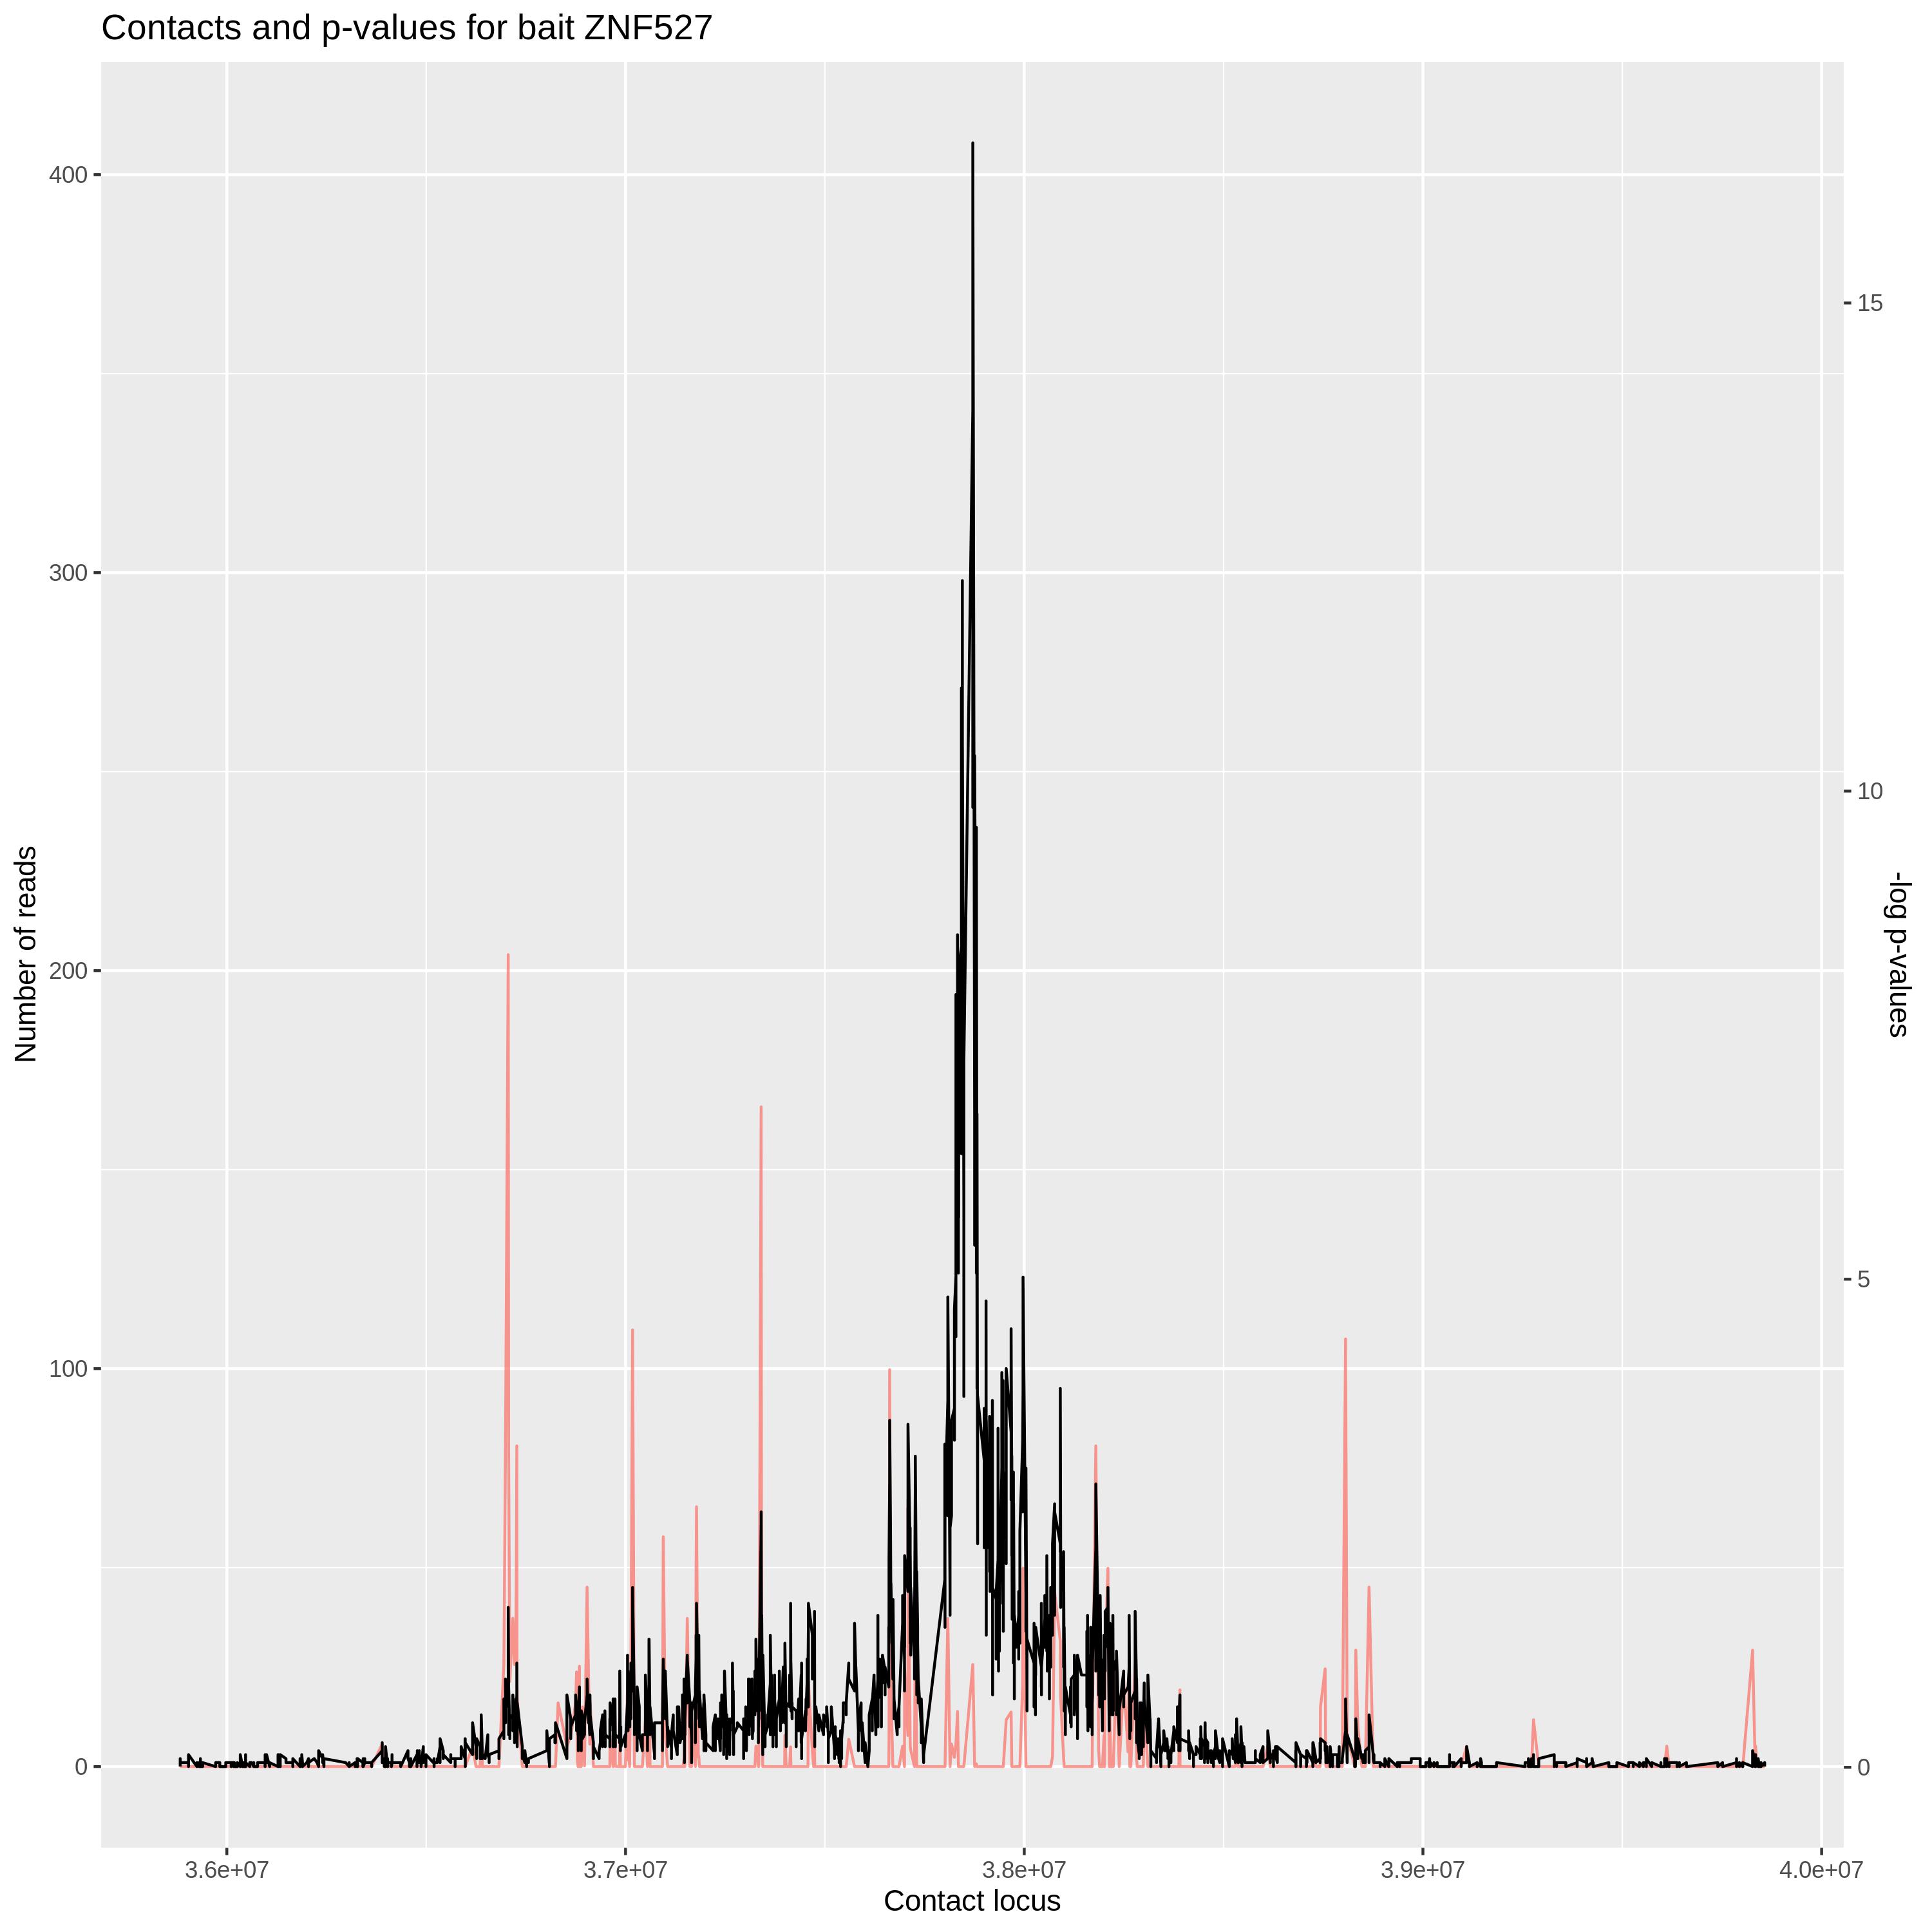 Contacts and p-values for bait ZNF527
400
300
200
100
0
Number of reads
15
10
5
0
-log p-values
3.6e+07
3.7e+07
3.8e+07
3.9e+07
4.0e+07
Contact locus